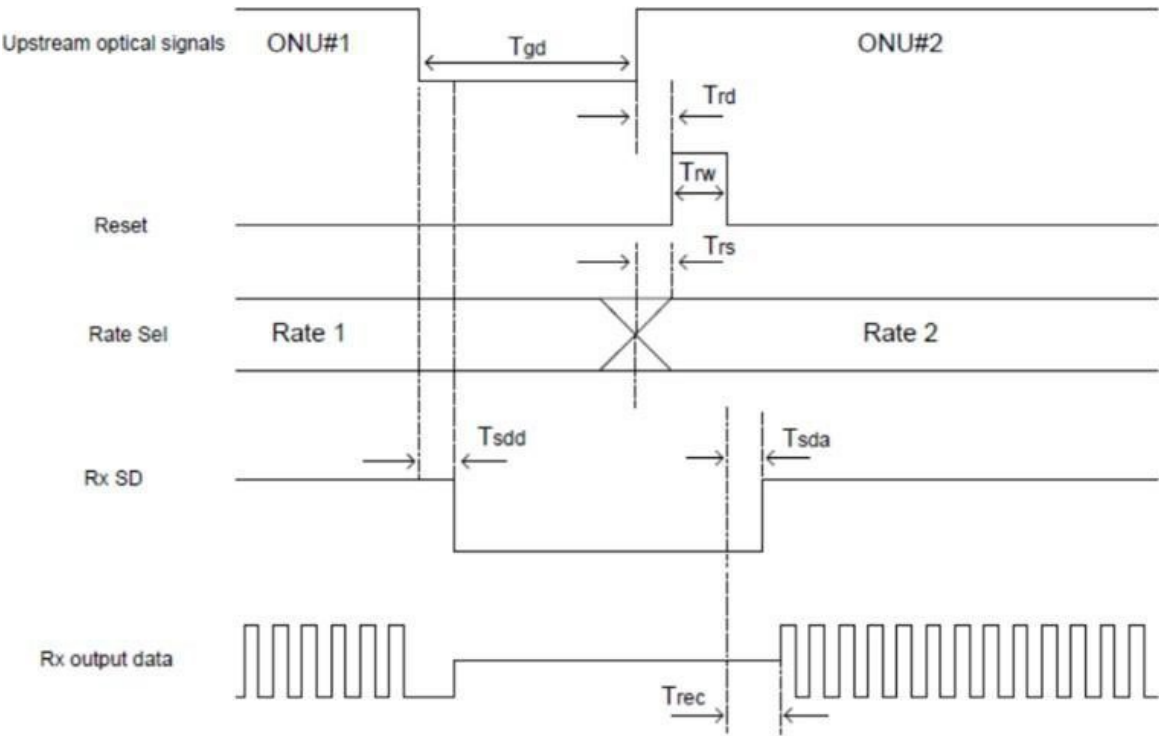 Upstream optical signals
ONU#1
Tgd
ONU#2
Trd
Trw
Reset
Trs
Rate Sel
Rate 1
Rate 2
Tsdd
Tsda
Rx SD
Rx output data
Trec